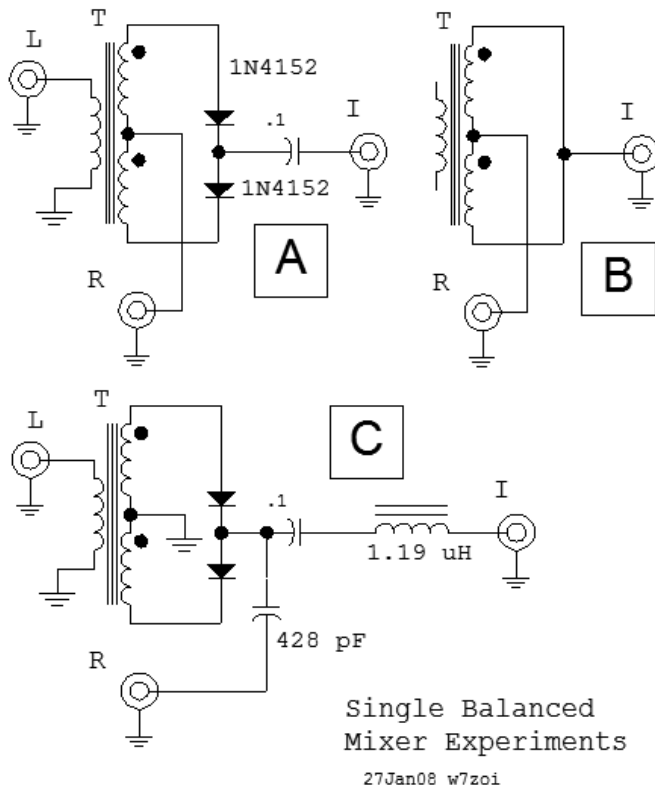 T
L
1N4152
.1
I
1N4152
A
R
T
I
B
R
T
L
C
.1
I
1.19 uH
428 pF
R
Single Balanced
Mixer Experiments
27Jan08 w7zoi